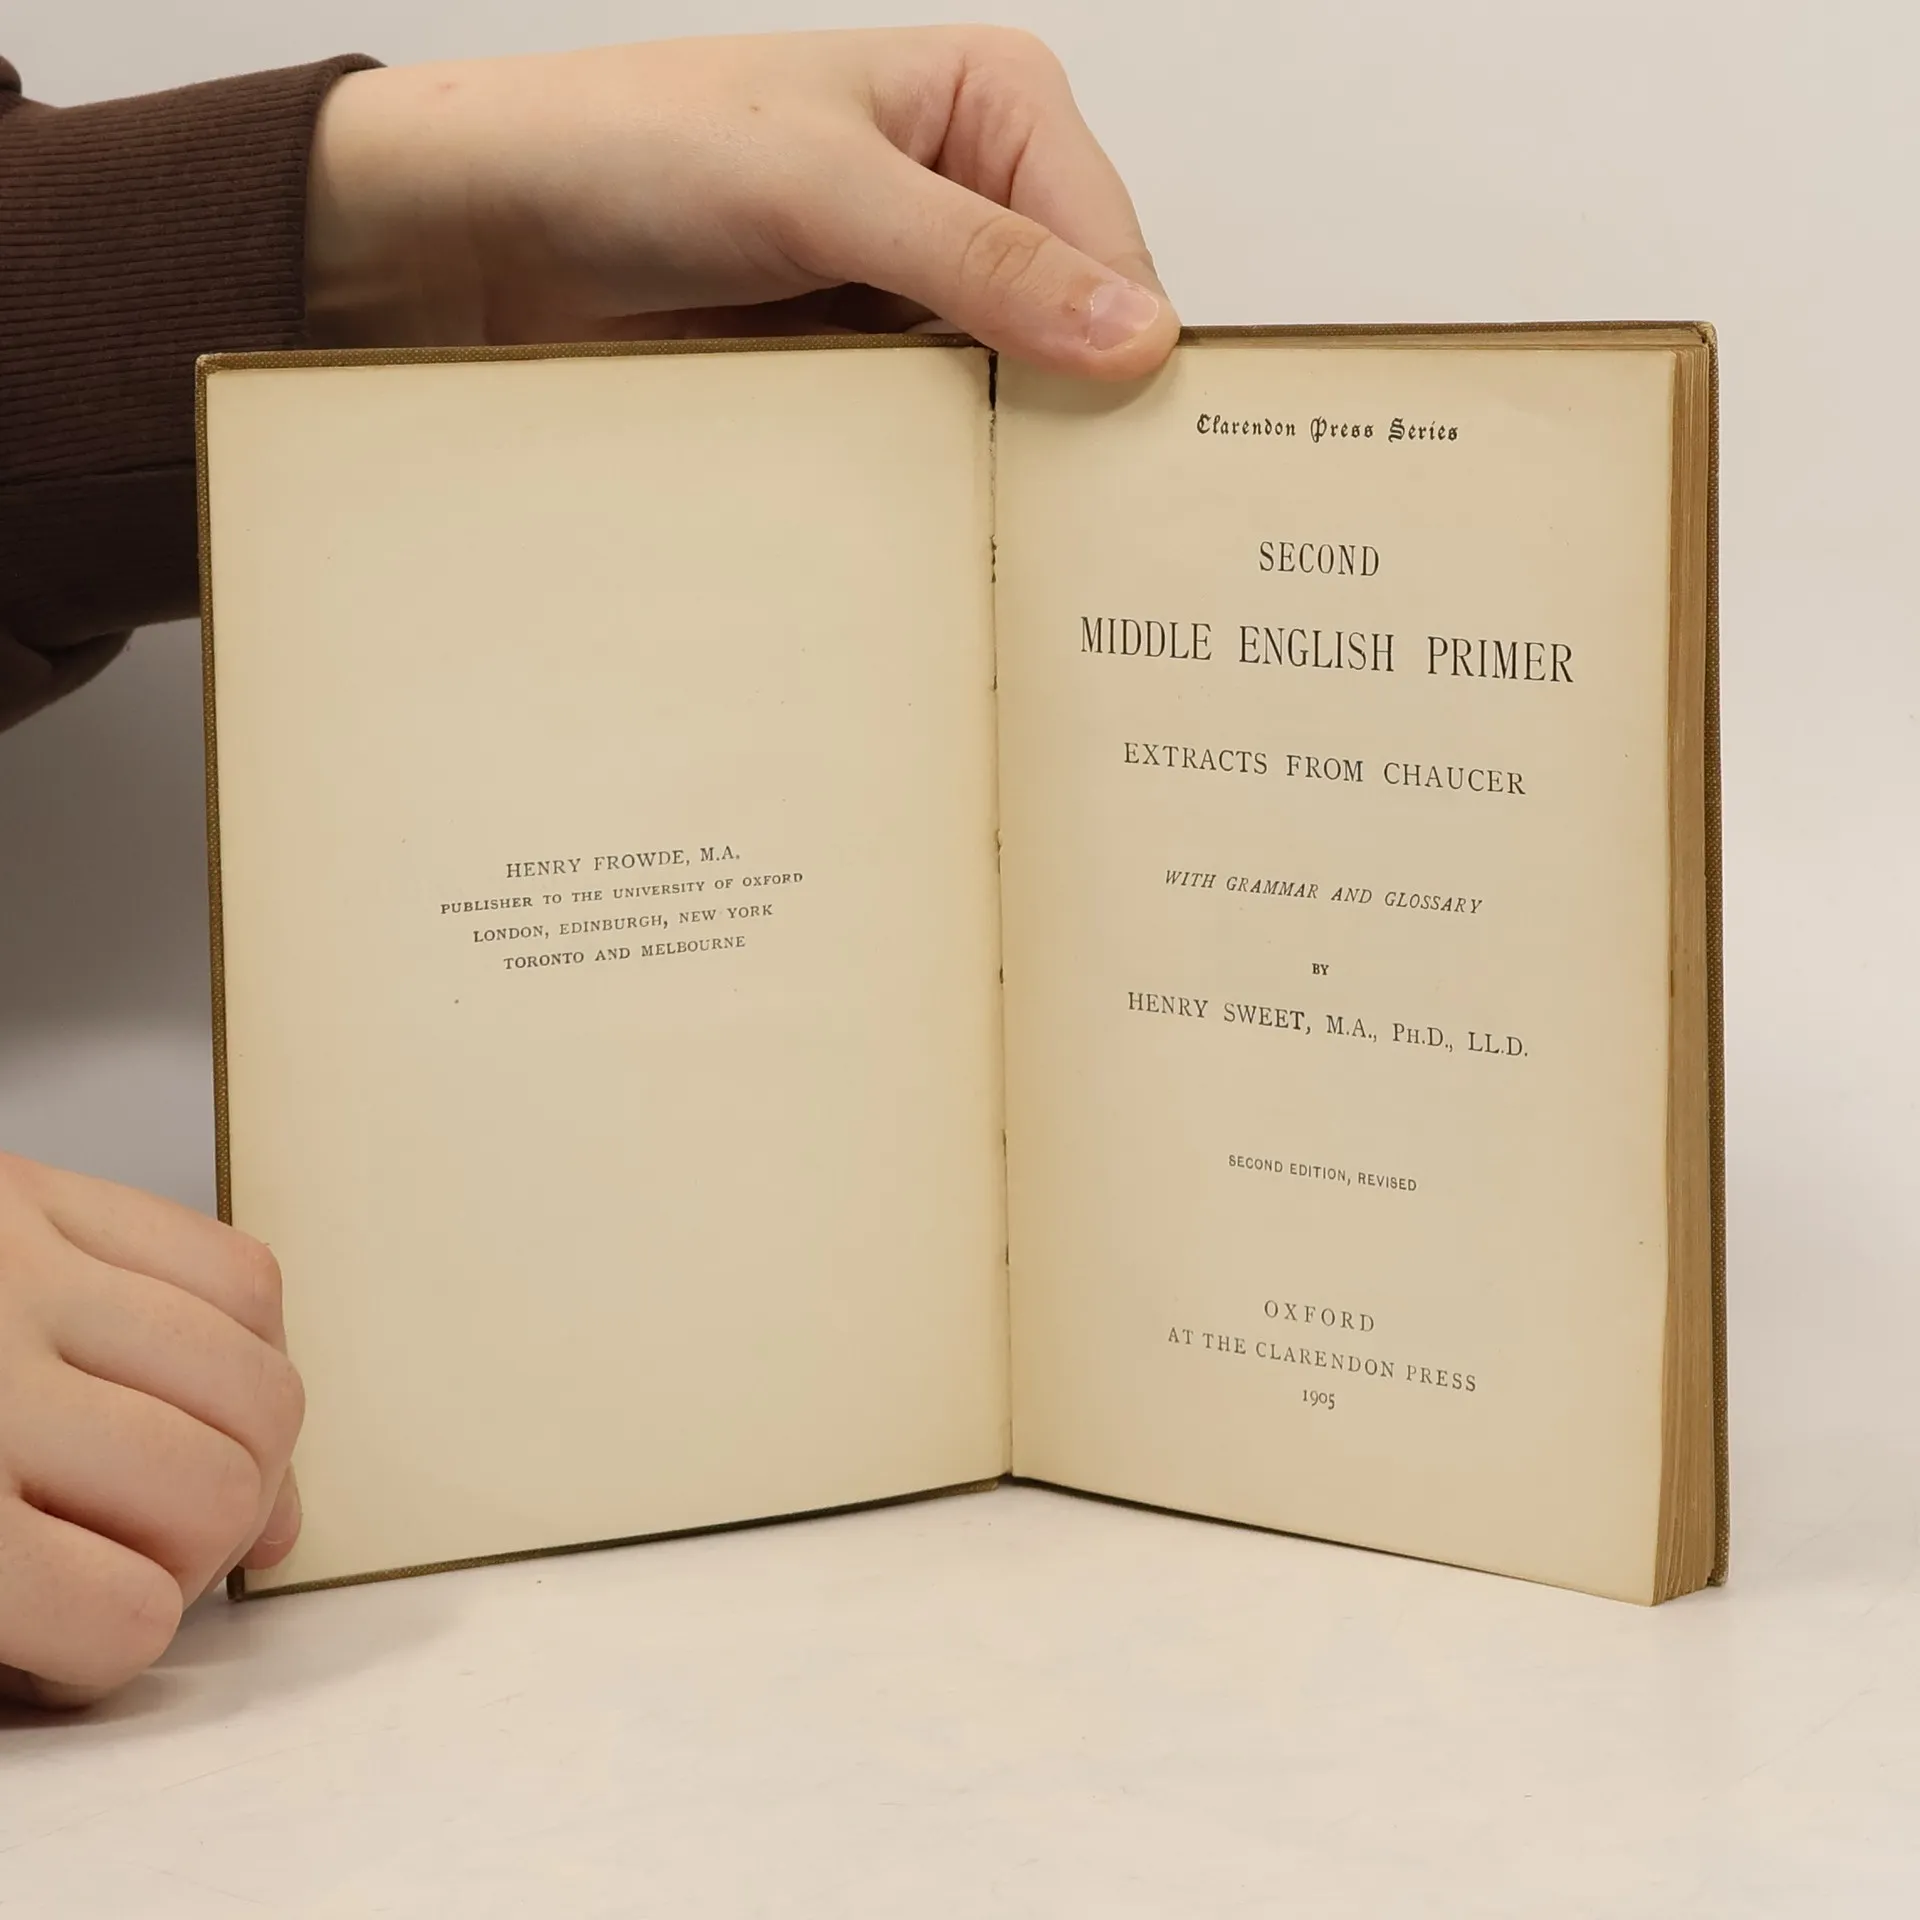 HENRY FROWDE, M.A.
PUBLISHER TO THE UNIVERSITY OF OXFORD
LONDON, EDINBURGH, NEW YORK
TORONTO AND MELBOURNE
Clarendon Press Series
SECOND
MIDDLE ENGLISH PRIMER
EXTRACTS FROM CHAUCER
WITH GRAMMAR AND GLOSSARY
BY
HENRY SWEET, M.A., PH.D., LL.D.
SECOND EDITION, REVISED
OXFORD
AT THE CLARENDON PRESS
1905